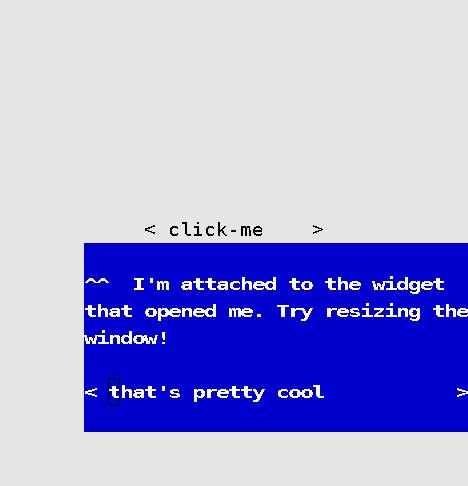 < click-me    >
^^  I'm attached to the widget
that opened me. Try resizing the
window!
< that's pretty cool           >